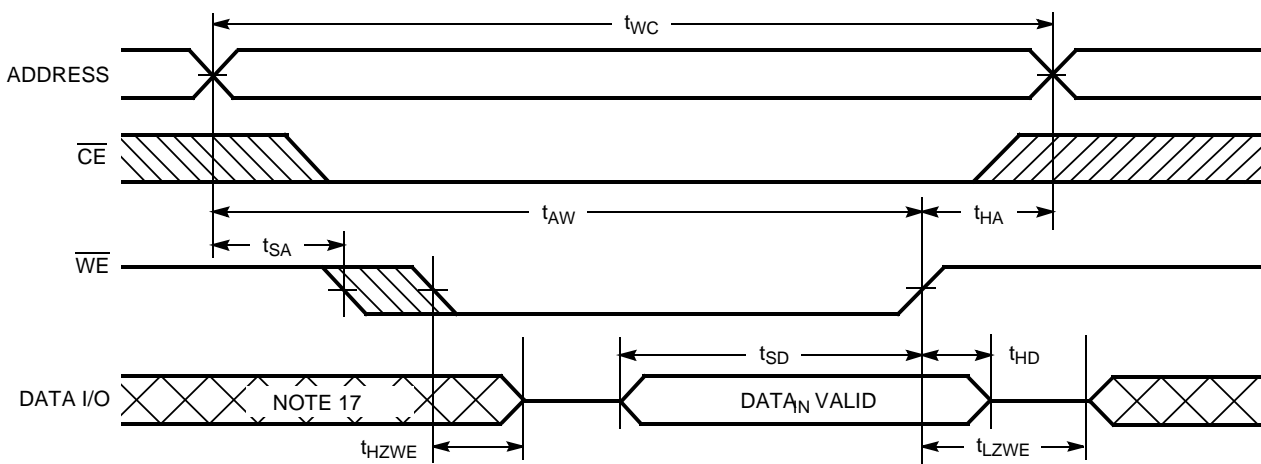 tWC
ADDRESS
CE
tAW
tHA
tSA
WE
tSD
tHD
DATA I/O
NOTE 17
DATAIN VALID
tHZWE
tLZWE